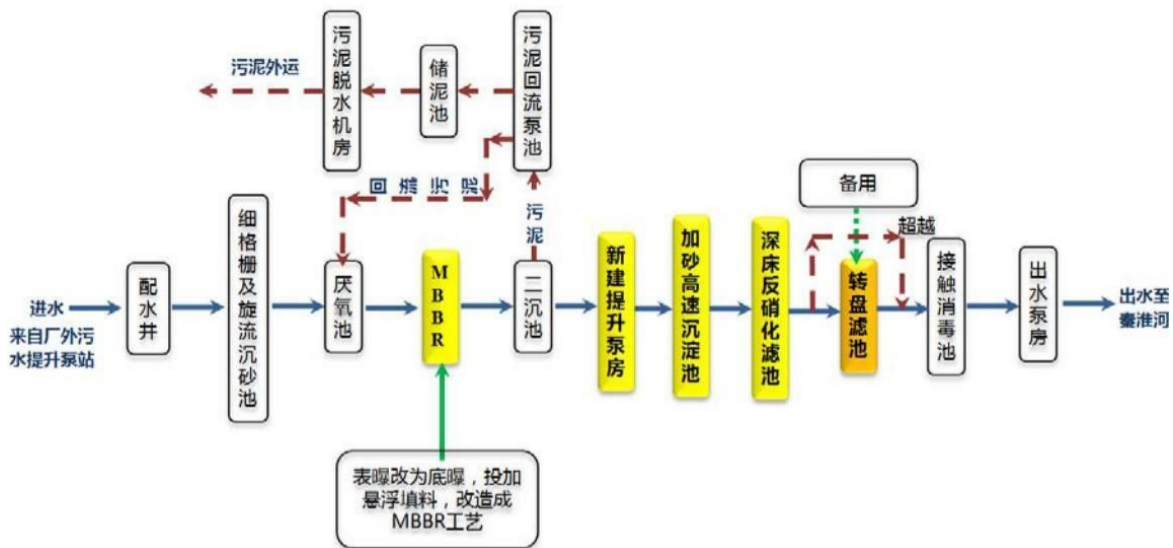 污泥外运
污泥脱水机房
储泥池
污泥回流泵池
回
污泥
备用
超越
进水
来自厂外污
水提升泵站
配水井
细格栅及旋流沉砂池
厌氧池
MBBR
二沉池
新建提升泵房
加砂高速沉淀池
深床反硝化滤池
转盘滤池
接触消毒池
出水泵房
出水至
秦淮河
表曝改为底曝，投加
悬浮填料，改造成
MBBR工艺